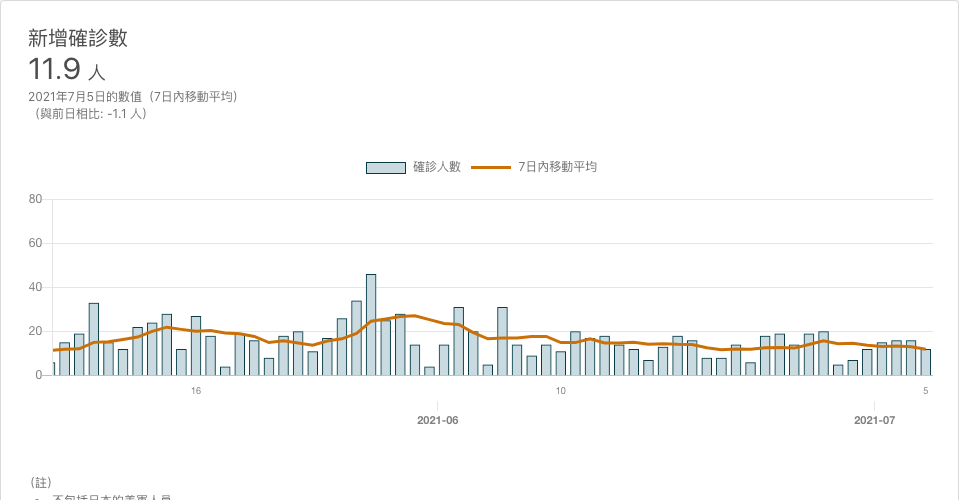 新增確診數
11.9 人
2021年7月5日的數值（7日內移動平均）
（與前日相比: -1.1 人）
確診人數 7日內移動平均
80
60
40
20
0
16 10 5
2021-06 2021-07
（註）